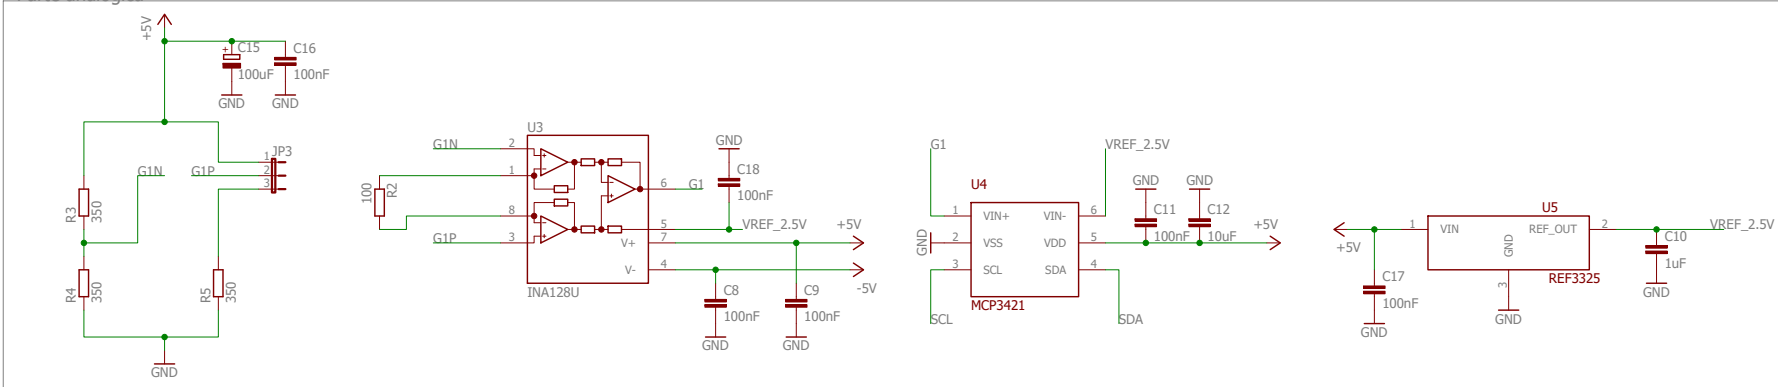 +5V
C15
+
100uF
GND
C16
100nF
GND
JP3
1
2
3
G1N
G1P
R3
350
R4
350
R5
350
GND
U3
G1N
2
1
100
R2
8
G1P
3
6
G1
5
VREF_2.5V
7
V+
+5V
4
V-
-5V
INA128U
GND
C18
100nF
C8
100nF
GND
C9
100nF
GND
G1
U4
VREF_2.5V
1
VIN+
VIN-
6
GND
2
VSS
VDD
5
3
SCL
SDA
4
MCP3421
SCL
SDA
GND
C11
100nF
GND
C12
10uF
+5V
+5V
C17
100nF
GND
U5
1
VIN
GND
REF_OUT
2
3
REF3325
GND
VREF_2.5V
C10
1uF
GND